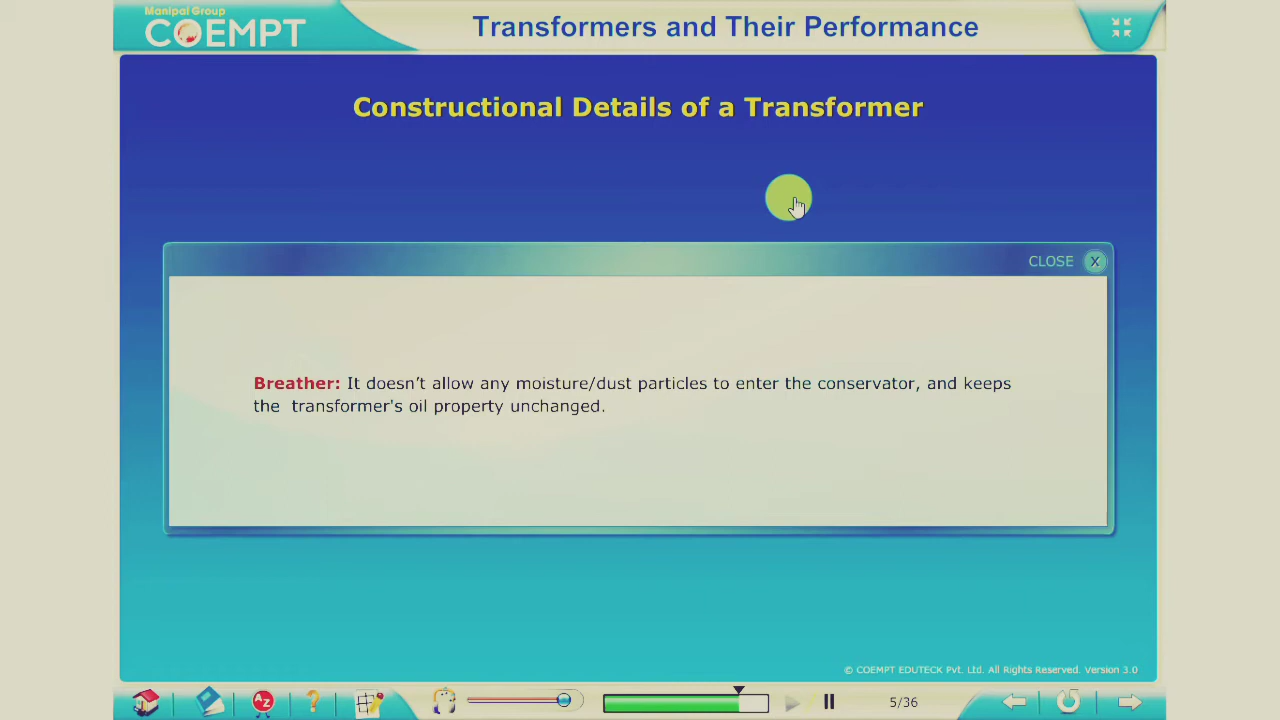 Manipal Group
COEMPT
Transformers and Their Performance
Constructional Details of a Transformer
CLOSE X
Breather: It doesn't allow any moisture/dust particles to enter the conservator, and keeps
the transformer's oil property unchanged.
© COEMPT EDUTECK Pvt. Ltd. All Rights Reserved. Version 3.0
AZ ? 5/36